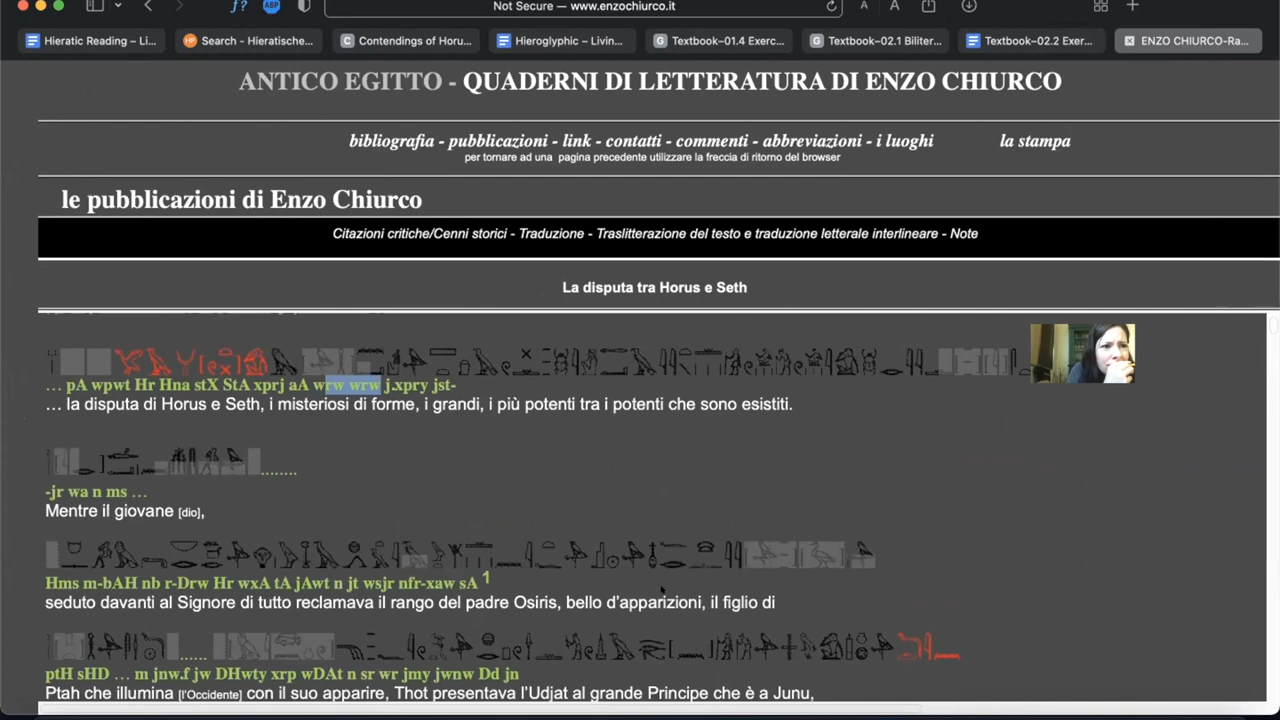 Not Secure — www.enzochiurco.it
Hieratic Reading – Li... Search - Hieratische... Contendings of Horu... Hieroglyphic – Livin... Textbook–01.4 Exerc... Textbook–02.1 Biliter... Textbook–02.2 Exer... ENZO CHIURCO-Ra...
ANTICO EGITTO - QUADERNI DI LETTERATURA DI ENZO CHIURCO
bibliografia - pubblicazioni - link - contatti - commenti - abbreviazioni - i luoghi la stampa
per tornare ad una pagina precedente utilizzare la freccia di ritorno del browser
le pubblicazioni di Enzo Chiurco
Citazioni critiche/Cenni storici - Traduzione - Traslitterazione del testo e traduzione letterale interlineare - Note
La disputa tra Horus e Seth
… pA wpwt Hr Hna stX StA xprj aA wrw wrw j.xpry jst-
… la disputa di Horus e Seth, i misteriosi di forme, i grandi, i più potenti tra i potenti che sono esistiti.
-jr wa n ms …
Mentre il giovane [dio],
Hms m-bAH nb r-Drw Hr wxA tA jAwt n jt wsjr nfr-xaw sA 1
seduto davanti al Signore di tutto reclamava il rango del padre Osiris, bello d'apparizioni, il figlio di
ptH sHD … m jnw.f jw DHwty xrp wDAt n sr wr jmy jwnw Dd jn
Ptah che illumina [l'Occidente] con il suo apparire, Thot presentava l'Udjat al grande Principe che è a Junu,